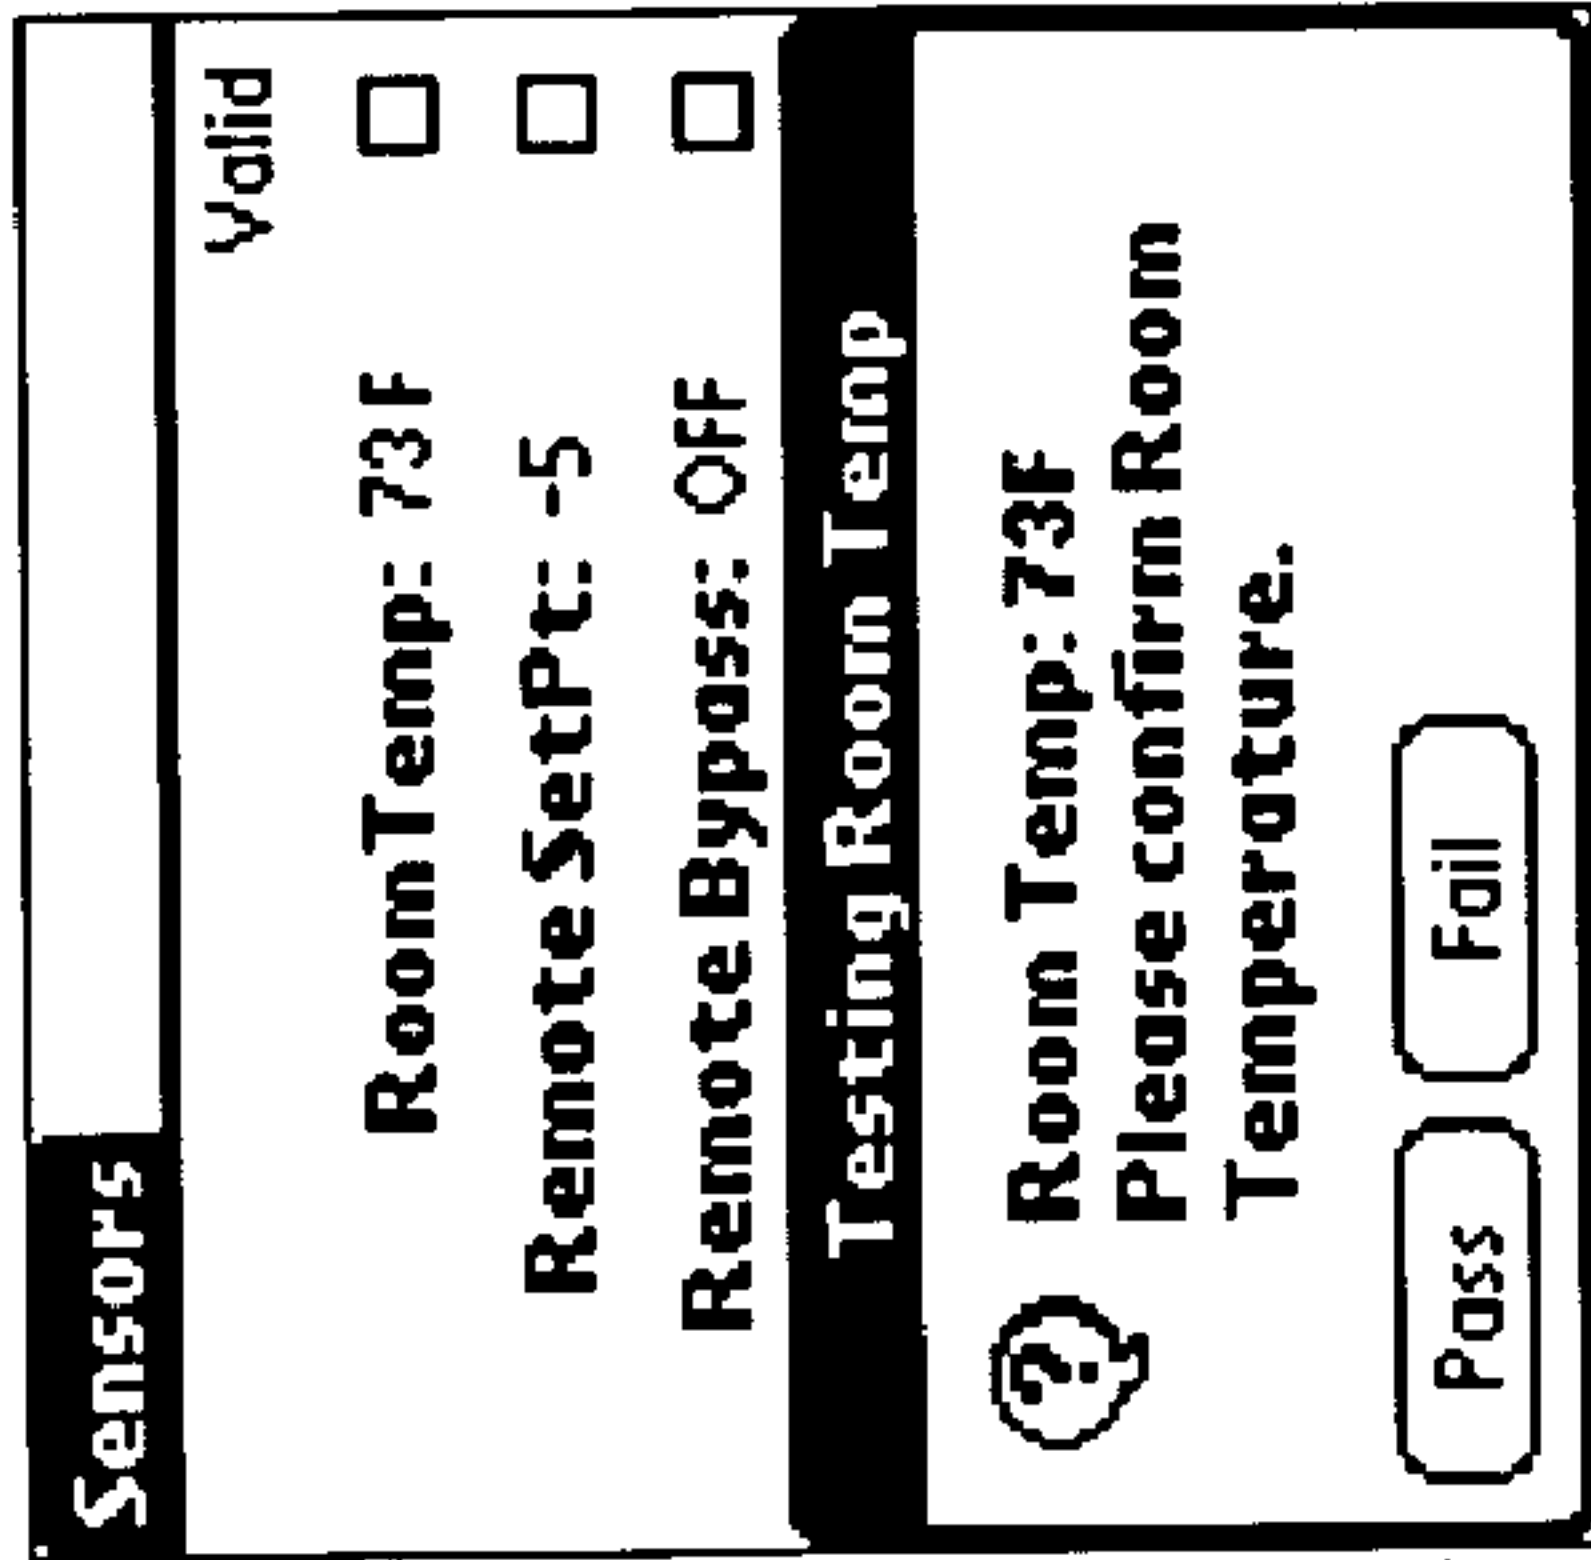 Sensors
Valid
Room Temp: 73 F
Remote SetPt: -5
Remote Bypass: OFF
Testing Room Temp
? Room Temp: 73F
Please confirm Room
Temperature.
Pass Fail